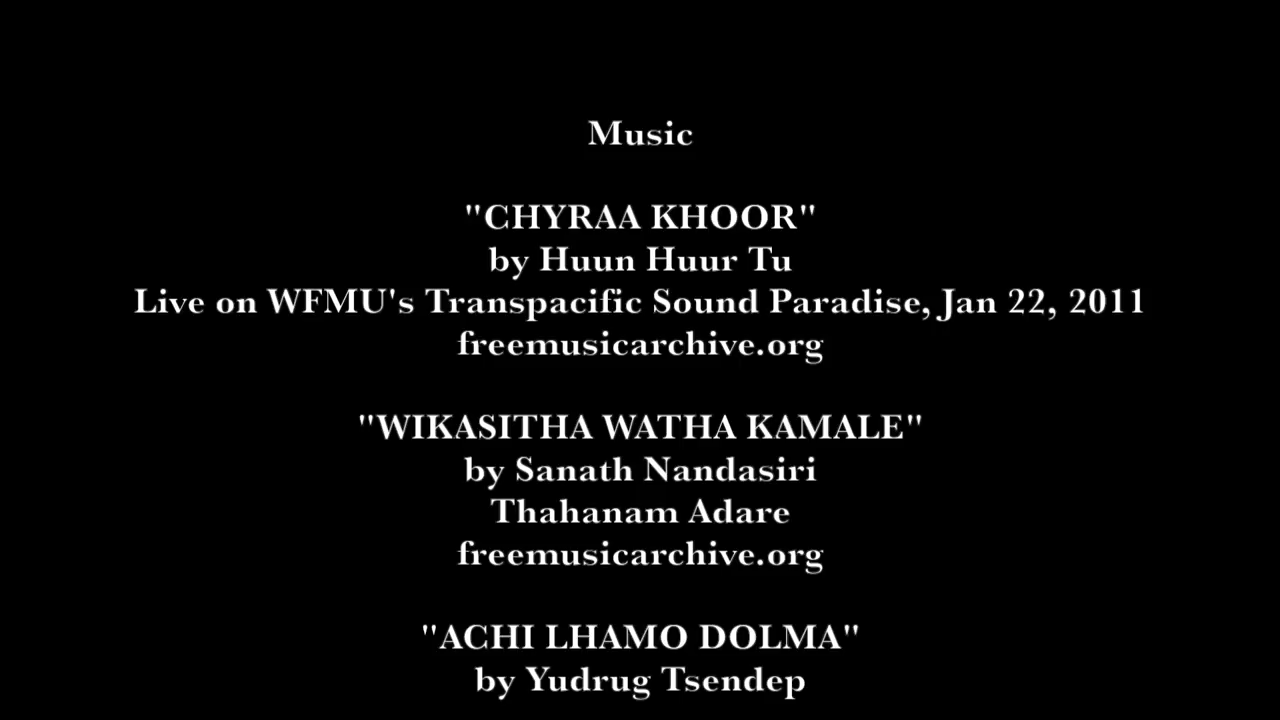 Music
"CHYRAA KHOOR"
by Huun Huur Tu
Live on WFMU's Transpacific Sound Paradise, Jan 22, 2011
freemusicarchive.org
"WIKASITHA WATHA KAMALE"
by Sanath Nandasiri
Thahanam Adare
freemusicarchive.org
"ACHI LHAMO DOLMA"
by Yudrug Tsendep